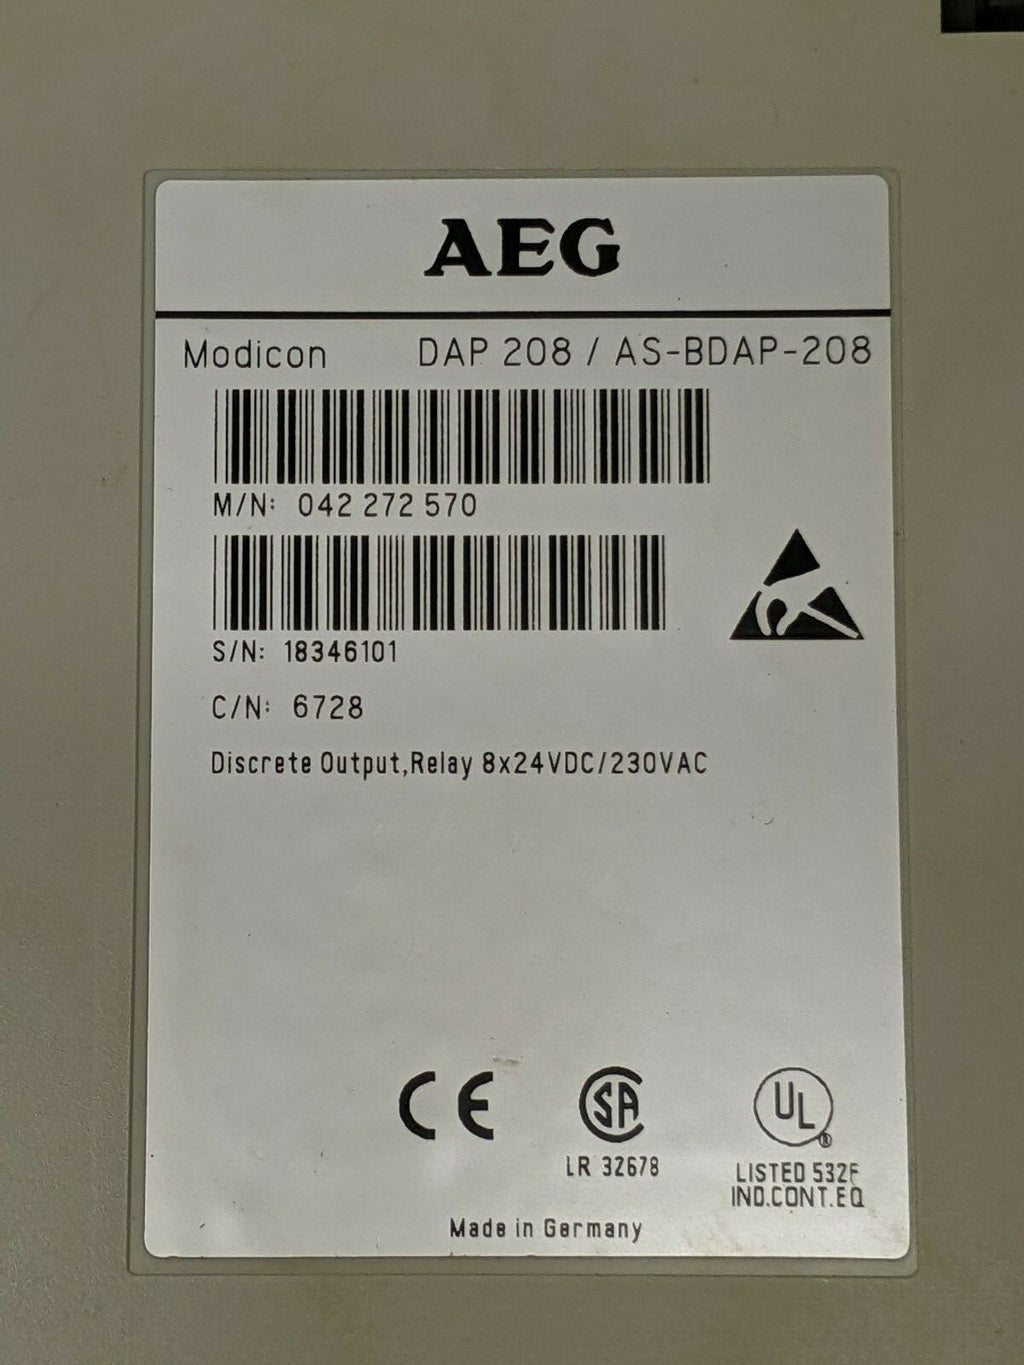 AEG
Modicon DAP 208 / AS-BDAP-208
M/N: 042 272 570
S/N: 18346101
C/N: 6728
Discrete Output,Relay 8x24VDC/230VAC
CE SA UL ®
LR 32678 LISTED 532F
IND.CONT.EQ
Made in Germany